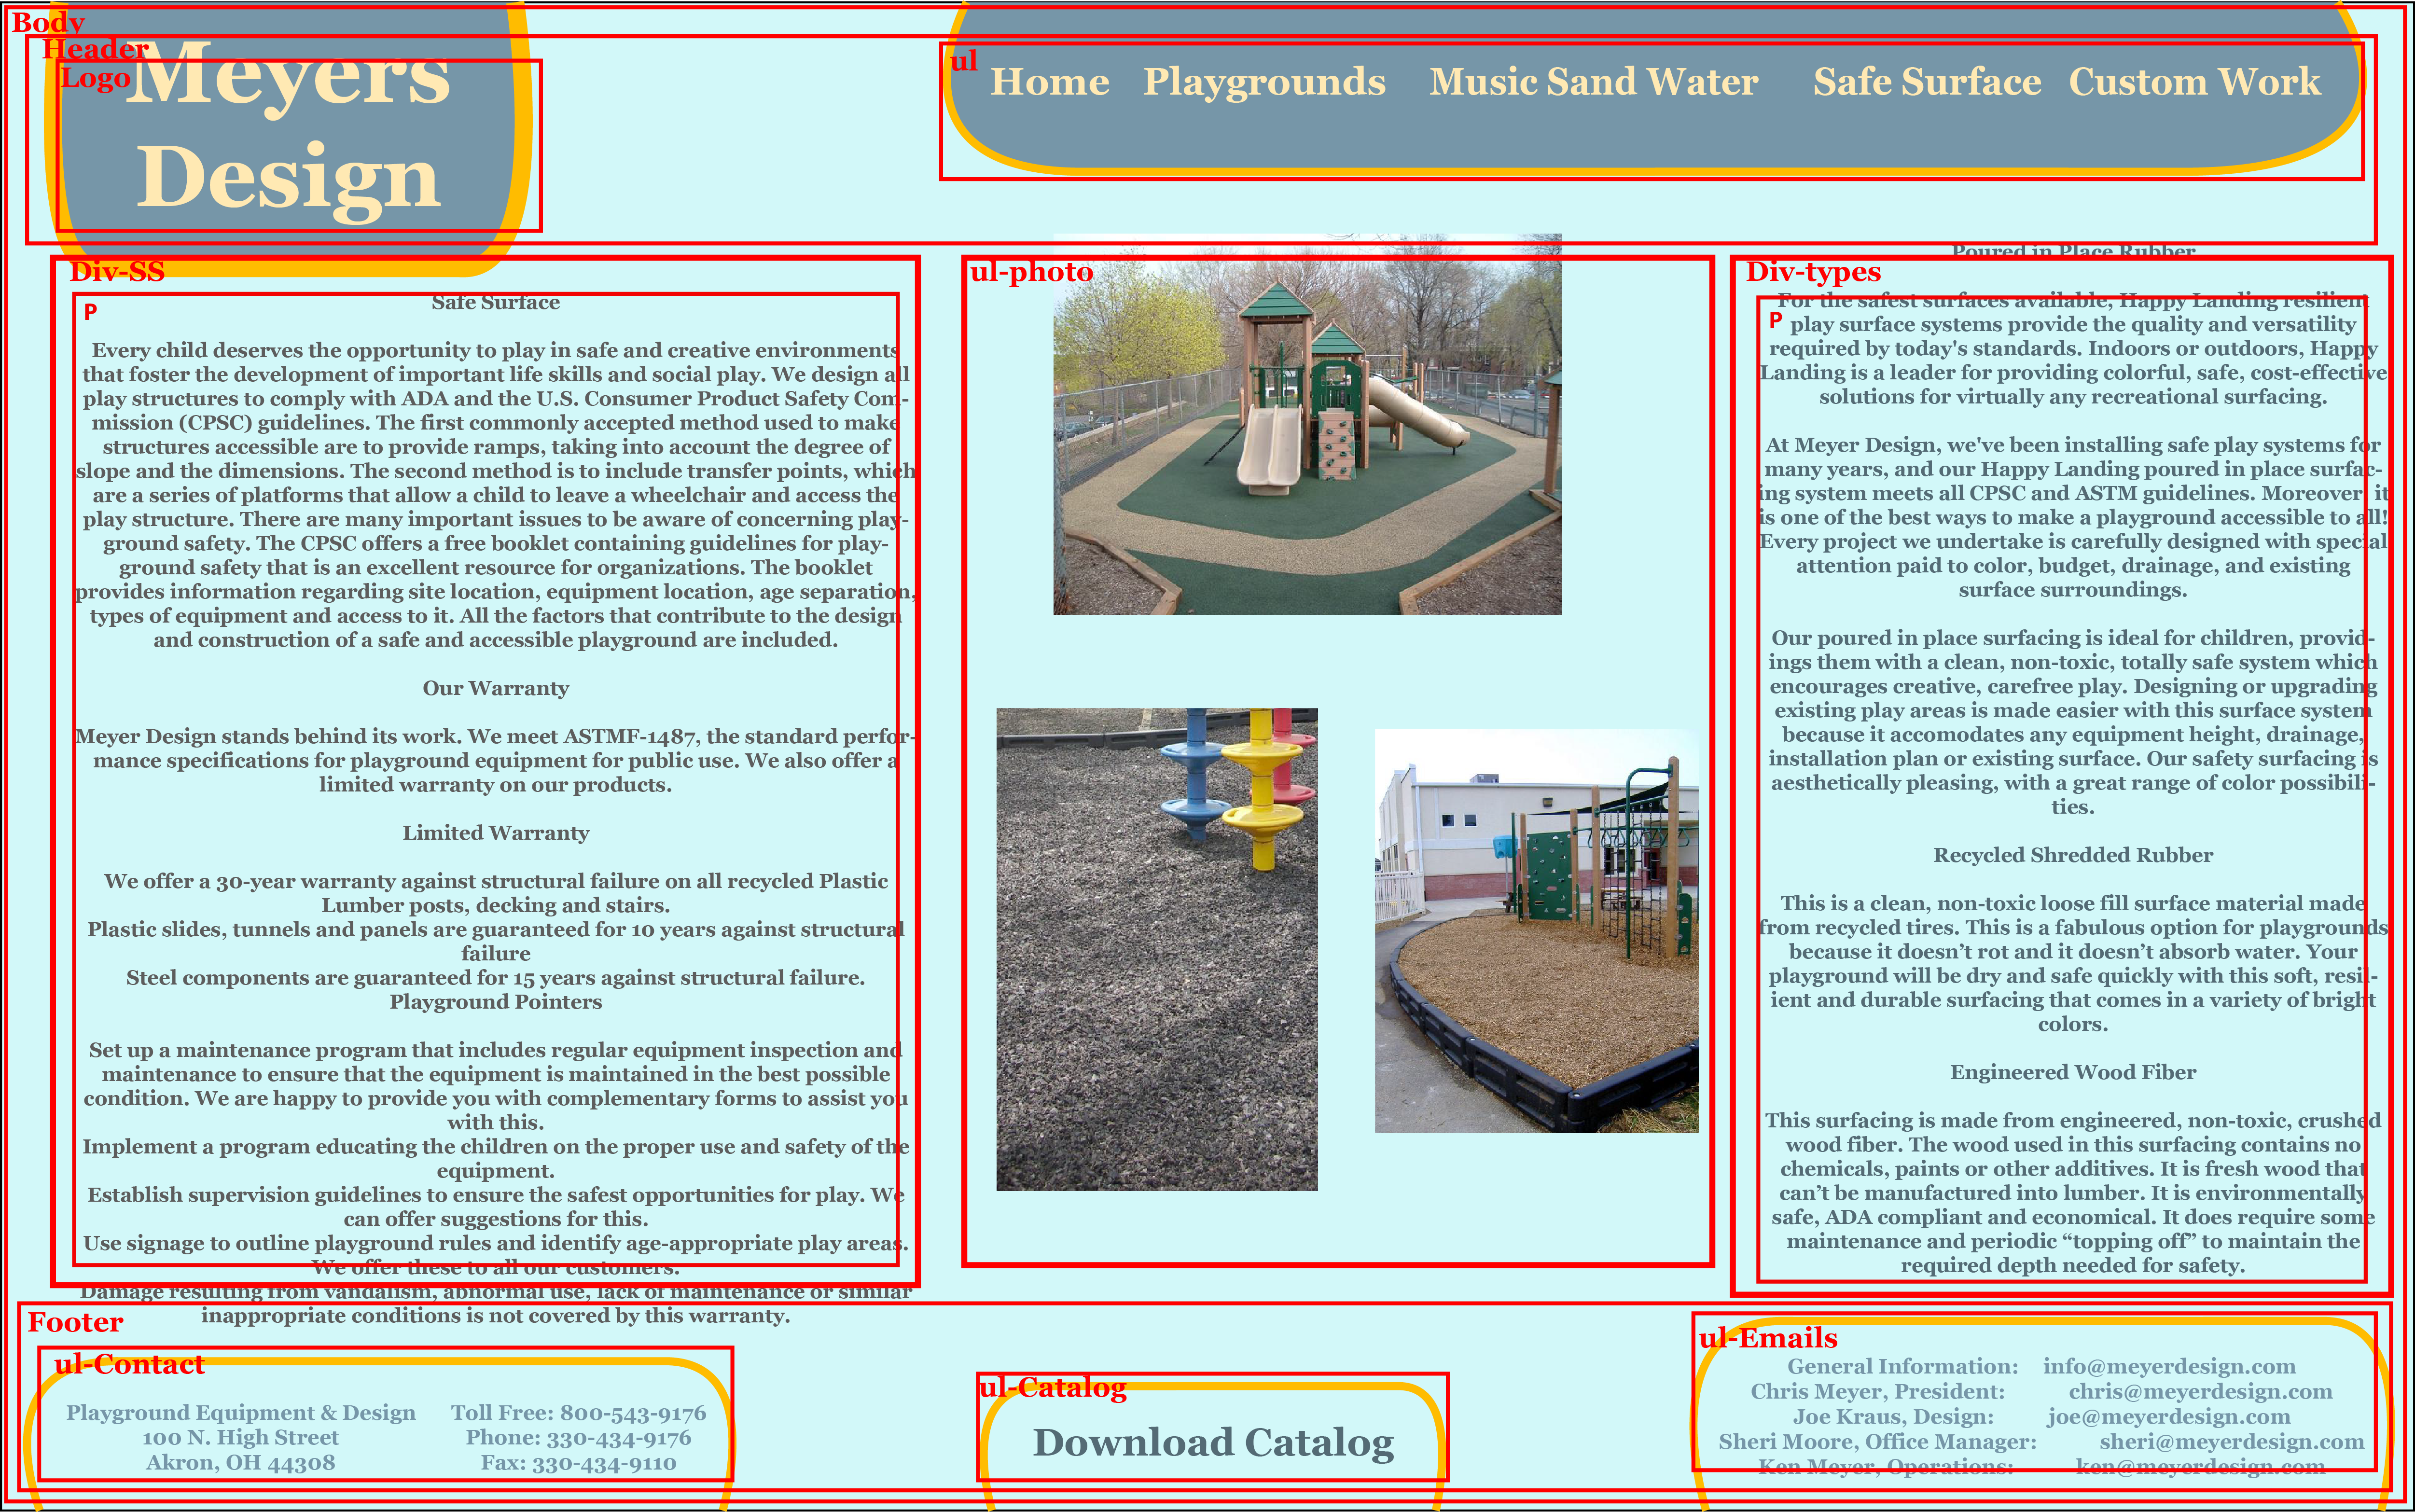 Body
Header
Logo
Meyers
Design
ul
Home Playgrounds Music Sand Water Safe Surface Custom Work
Div-SS
P
Safe Surface
Every child deserves the opportunity to play in safe and creative environments
that foster the development of important life skills and social play. We design all
play structures to comply with ADA and the U.S. Consumer Product Safety Com-
mission (CPSC) guidelines. The first commonly accepted method used to make
structures accessible are to provide ramps, taking into account the degree of
slope and the dimensions. The second method is to include transfer points, which
are a series of platforms that allow a child to leave a wheelchair and access the
play structure. There are many important issues to be aware of concerning play-
ground safety. The CPSC offers a free booklet containing guidelines for play-
ground safety that is an excellent resource for organizations. The booklet
provides information regarding site location, equipment location, age separation,
types of equipment and access to it. All the factors that contribute to the design
and construction of a safe and accessible playground are included.
Our Warranty
Meyer Design stands behind its work. We meet ASTMF-1487, the standard perfor-
mance specifications for playground equipment for public use. We also offer a
limited warranty on our products.
Limited Warranty
We offer a 30-year warranty against structural failure on all recycled Plastic
Lumber posts, decking and stairs.
Plastic slides, tunnels and panels are guaranteed for 10 years against structural
failure
Steel components are guaranteed for 15 years against structural failure.
Playground Pointers
Set up a maintenance program that includes regular equipment inspection and
maintenance to ensure that the equipment is maintained in the best possible
condition. We are happy to provide you with complementary forms to assist you
with this.
Implement a program educating the children on the proper use and safety of the
equipment.
Establish supervision guidelines to ensure the safest opportunities for play. We
can offer suggestions for this.
Use signage to outline playground rules and identify age-appropriate play areas.
We offer these to all our customers.
Damage resulting from vandalism, abnormal use, lack of maintenance or similar
inappropriate conditions is not covered by this warranty.
ul-photo
Div-types
P
Poured in Place Rubber
For the safest surfaces available, Happy Landing resilient
play surface systems provide the quality and versatility
required by today's standards. Indoors or outdoors, Happy
Landing is a leader for providing colorful, safe, cost-effective
solutions for virtually any recreational surfacing.
At Meyer Design, we've been installing safe play systems for
many years, and our Happy Landing poured in place surfac-
ing system meets all CPSC and ASTM guidelines. Moreover, it
is one of the best ways to make a playground accessible to all!
Every project we undertake is carefully designed with special
attention paid to color, budget, drainage, and existing
surface surroundings.
Our poured in place surfacing is ideal for children, provid-
ings them with a clean, non-toxic, totally safe system which
encourages creative, carefree play. Designing or upgrading
existing play areas is made easier with this surface system
because it accomodates any equipment height, drainage,
installation plan or existing surface. Our safety surfacing is
aesthetically pleasing, with a great range of color possibili-
ties.
Recycled Shredded Rubber
This is a clean, non-toxic loose fill surface material made
from recycled tires. This is a fabulous option for playgrounds
because it doesn’t rot and it doesn’t absorb water. Your
playground will be dry and safe quickly with this soft, resil-
ient and durable surfacing that comes in a variety of bright
colors.
Engineered Wood Fiber
This surfacing is made from engineered, non-toxic, crushed
wood fiber. The wood used in this surfacing contains no
chemicals, paints or other additives. It is fresh wood that
can’t be manufactured into lumber. It is environmentally
safe, ADA compliant and economical. It does require some
maintenance and periodic “topping off” to maintain the
required depth needed for safety.
Footer
ul-Contact
Playground Equipment & Design Toll Free: 800-543-9176
100 N. High Street Phone: 330-434-9176
Akron, OH 44308 Fax: 330-434-9110
ul-Catalog
Download Catalog
ul-Emails
General Information: info@meyerdesign.com
Chris Meyer, President: chris@meyerdesign.com
Joe Kraus, Design: joe@meyerdesign.com
Sheri Moore, Office Manager: sheri@meyerdesign.com
Ken Meyer, Operations: ken@meyerdesign.com